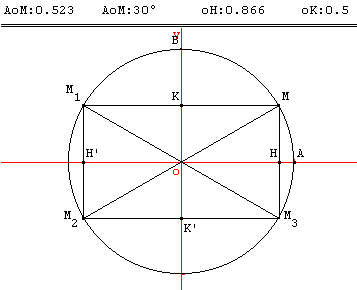 AoM:0.523 AoM:30° oH:0.866 oK:0.5
y
B
M1 K M
H' H A
o
M2 K' M3